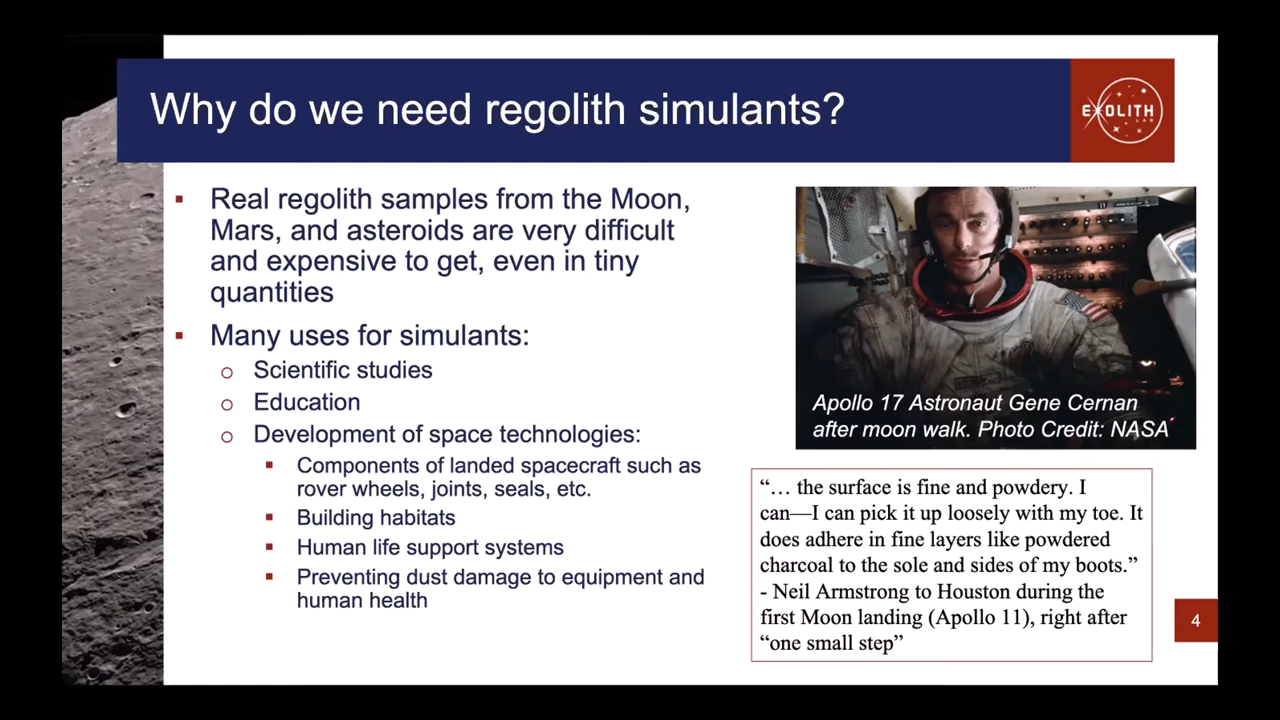 Why do we need regolith simulants?
EXOLITH
LAB
▪ Real regolith samples from the Moon,
Mars, and asteroids are very difficult
and expensive to get, even in tiny
quantities
▪ Many uses for simulants:
o Scientific studies
o Education
o Development of space technologies:
▪ Components of landed spacecraft such as
rover wheels, joints, seals, etc.
▪ Building habitats
▪ Human life support systems
▪ Preventing dust damage to equipment and
human health
Apollo 17 Astronaut Gene Cernan
after moon walk. Photo Credit: NASA
“… the surface is fine and powdery. I
can—I can pick it up loosely with my toe. It
does adhere in fine layers like powdered
charcoal to the sole and sides of my boots.”
- Neil Armstrong to Houston during the
first Moon landing (Apollo 11), right after
“one small step”
4